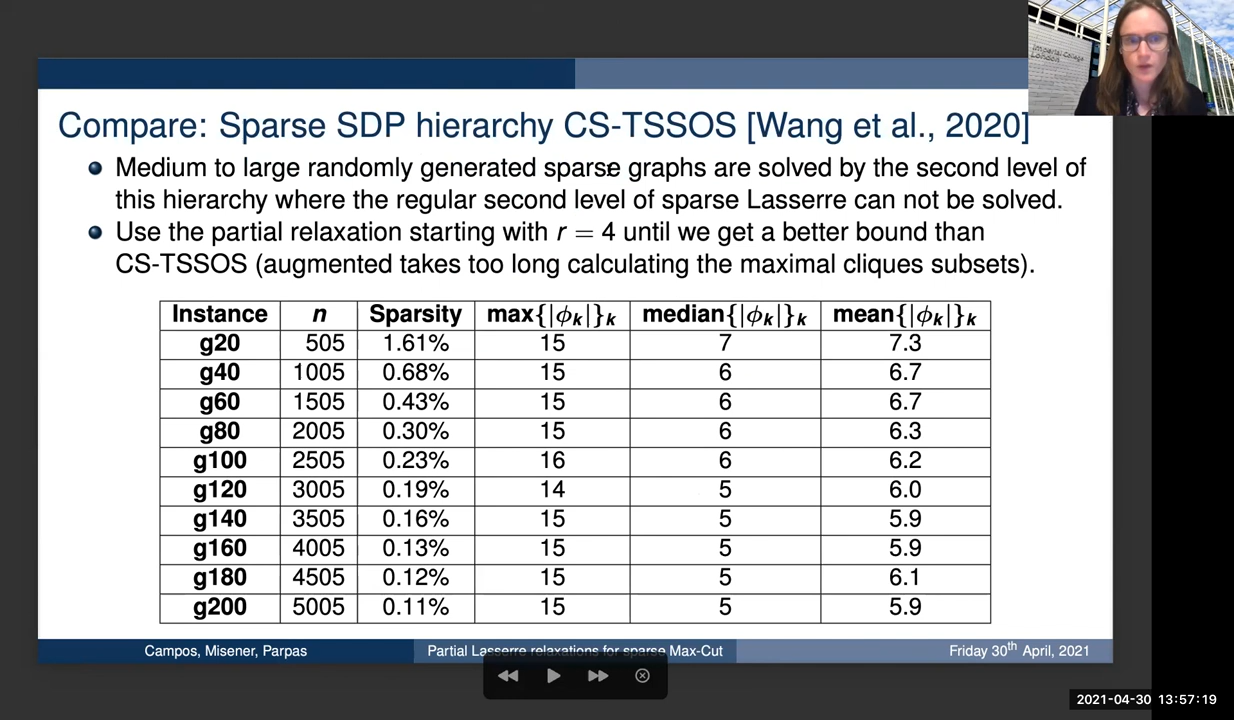 Imperial College
London
Compare: Sparse SDP hierarchy CS-TSSOS [Wang et al., 2020]
Medium to large randomly generated sparse graphs are solved by the second level of
this hierarchy where the regular second level of sparse Lasserre can not be solved.
Use the partial relaxation starting with r = 4 until we get a better bound than
CS-TSSOS (augmented takes too long calculating the maximal cliques subsets).
Instance n Sparsity max{|ϕk|}k median{|ϕk|}k mean{|ϕk|}k
g20 505 1.61% 15 7 7.3
g40 1005 0.68% 15 6 6.7
g60 1505 0.43% 15 6 6.7
g80 2005 0.30% 15 6 6.3
g100 2505 0.23% 16 6 6.2
g120 3005 0.19% 14 5 6.0
g140 3505 0.16% 15 5 5.9
g160 4005 0.13% 15 5 5.9
g180 4505 0.12% 15 5 6.1
g200 5005 0.11% 15 5 5.9
Campos, Misener, Parpas Partial Lasserre relaxations for sparse Max-Cut Friday 30th April, 2021
2021-04-30 13:57:19